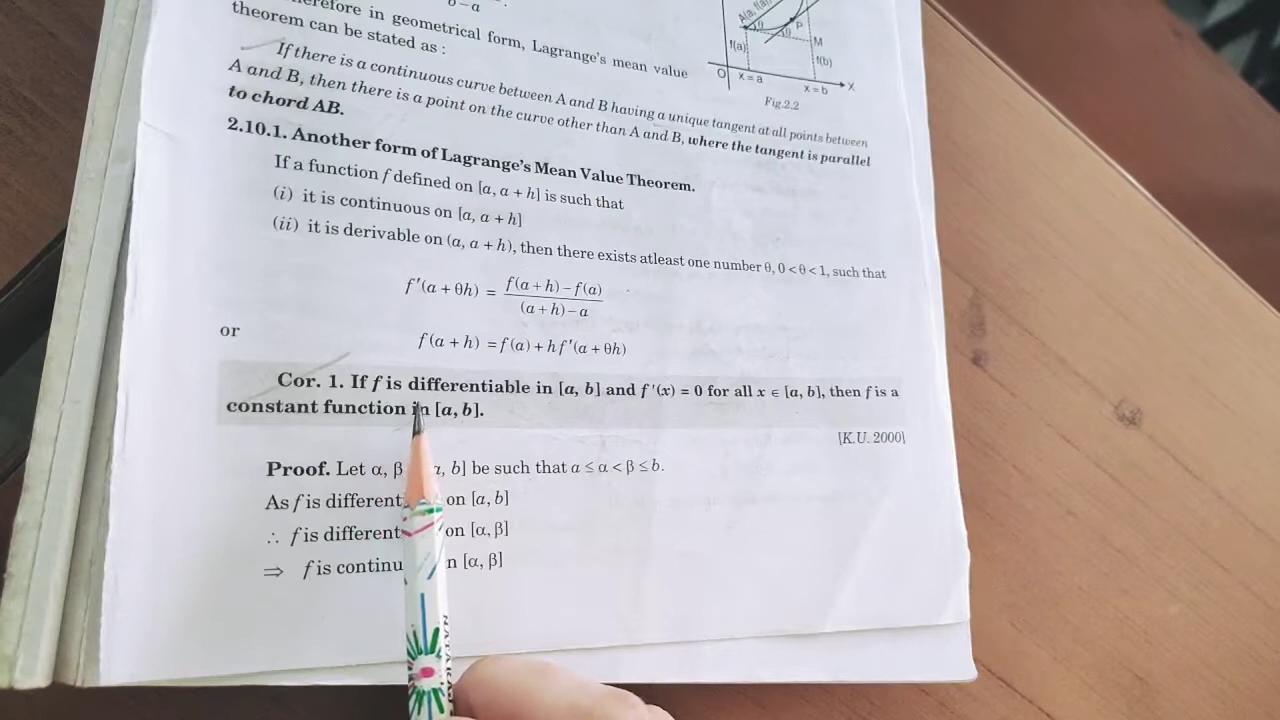 b – a
Therefore in geometrical form, Lagrange's mean value
theorem can be stated as :
A(a, f(a))
θ
P
θ
M
f(a)
f(b)
O
x = a
x = b
X
Fig.2.2
If there is a continuous curve between A and B having a unique tangent at all points between
A and B, then there is a point on the curve other than A and B, where the tangent is parallel
to chord AB.
2.10.1. Another form of Lagrange's Mean Value Theorem.
If a function f defined on [a, a + h] is such that
(i) it is continuous on [a, a + h]
(ii) it is derivable on (a, a + h), then there exists atleast one number θ, 0 < θ < 1, such that
f '(a + θh) = f(a + h) – f(a)
(a + h) – a
or
f(a + h) = f(a) + h f '(a + θh)
Cor. 1. If f is differentiable in [a, b] and f '(x) = 0 for all x ∈ [a, b], then f is a
constant function in [a, b].
[K.U. 2000]
Proof. Let α, β , b] be such that a ≤ α < β ≤ b.
As f is different on [a, b]
∴ f is different on [α, β]
⇒ f is continu n [α, β]
NATARAJ